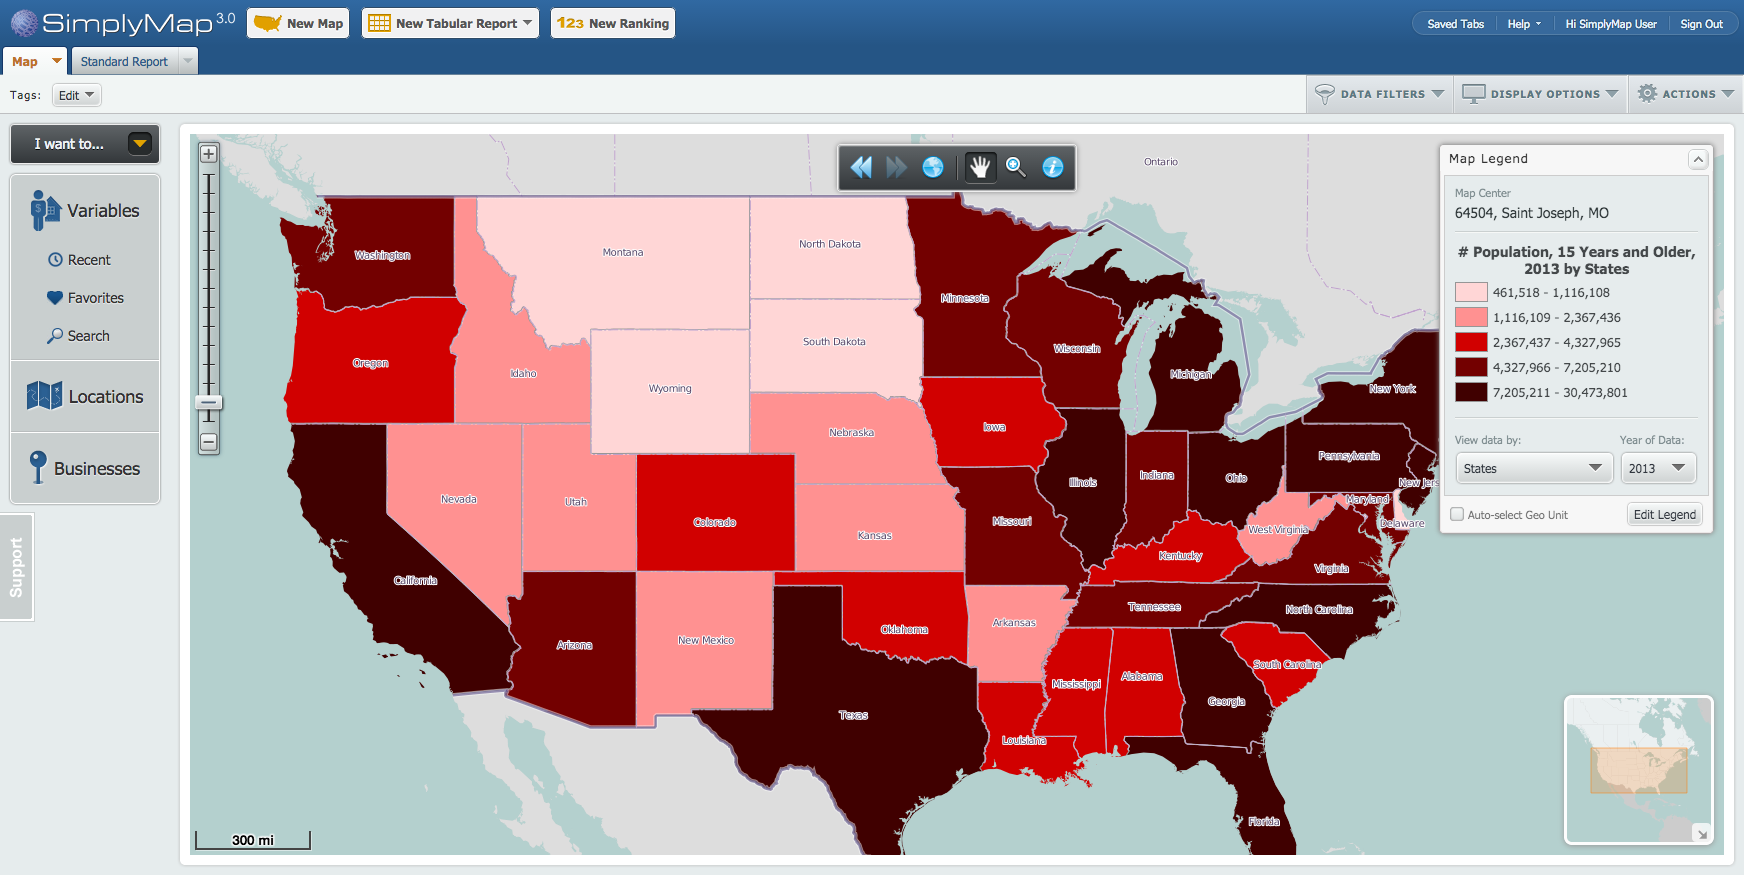 SimplyMap 3.0
New Map
New Tabular Report
123 New Ranking
Saved Tabs
Help
Hi SimplyMap User
Sign Out
Map
Standard Report
Tags:
Edit
DATA FILTERS
DISPLAY OPTIONS
ACTIONS
I want to...
Variables
Recent
Favorites
Search
Locations
Businesses
Support
Ontario
Washington
Montana
North Dakota
Minnesota
Oregon
Idaho
South Dakota
Wisconsin
Michigan
New York
Wyoming
Nebraska
Iowa
Illinois
Indiana
Ohio
Pennsylvania
New Jers
Nevada
Utah
Colorado
Kansas
Missouri
West Virginia
Maryland
Delaware
Kentucky
Virginia
California
Arizona
New Mexico
Oklahoma
Arkansas
Tennessee
North Carolina
South Carolina
Mississippi
Alabama
Georgia
Texas
Louisiana
Florida
300 mi
Map Legend
Map Center
64504, Saint Joseph, MO
# Population, 15 Years and Older,
2013 by States
461,518 - 1,116,108
1,116,109 - 2,367,436
2,367,437 - 4,327,965
4,327,966 - 7,205,210
7,205,211 - 30,473,801
View data by:
Year of Data:
States
2013
Auto-select Geo Unit
Edit Legend